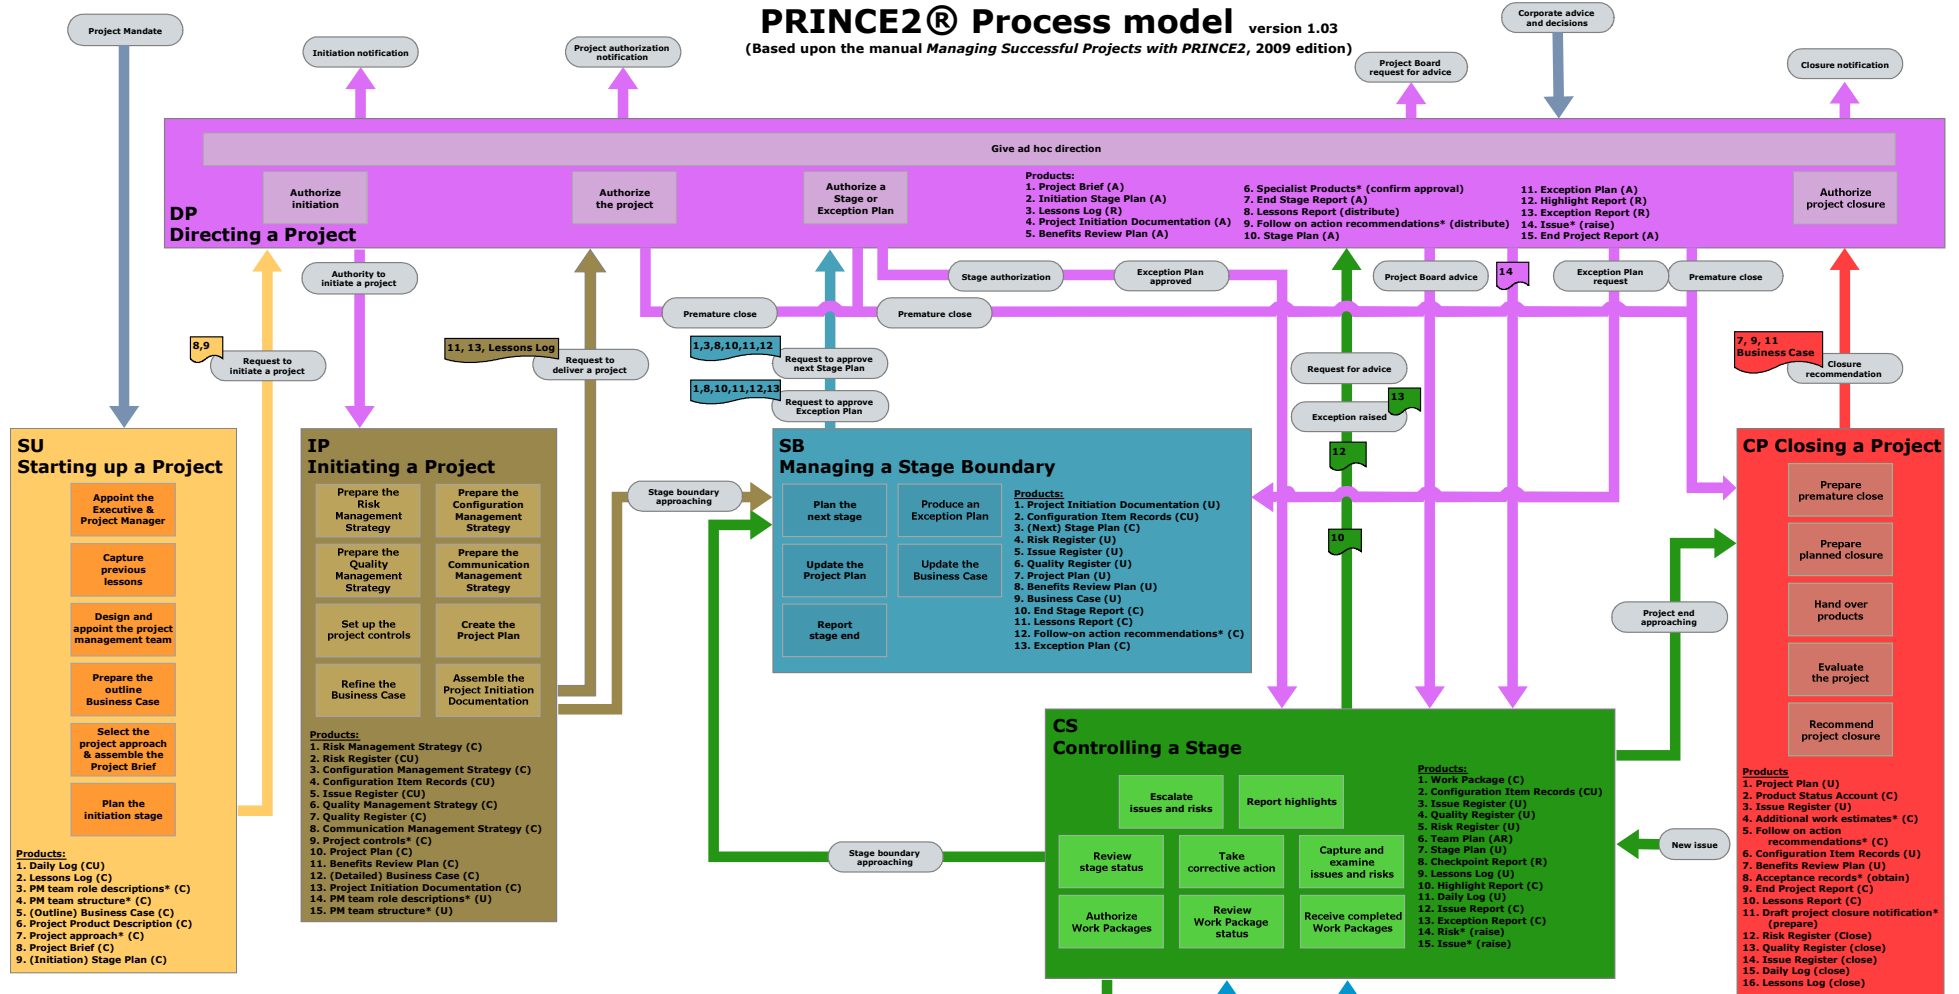 PRINCE2® Process model version 1.03
(Based upon the manual Managing Successful Projects with PRINCE2, 2009 edition)
Project Mandate
Initiation notification
Project authorization
notification
Project Board
request for advice
Corporate advice
and decisions
Closure notification
Give ad hoc direction
Authorize
initiation
Authorize
the project
Authorize a
Stage or
Exception Plan
Products:
1. Project Brief (A)
2. Initiation Stage Plan (A)
3. Lessons Log (R)
4. Project Initiation Documentation (A)
5. Benefits Review Plan (A)
6. Specialist Products* (confirm approval)
7. End Stage Report (A)
8. Lessons Report (distribute)
9. Follow on action recommendations* (distribute)
10. Stage Plan (A)
11. Exception Plan (A)
12. Highlight Report (R)
13. Exception Report (R)
14. Issue* (raise)
15. End Project Report (A)
Authorize
project closure
DP
Directing a Project
Authority to
initiate a project
Stage authorization
Exception Plan
approved
Project Board advice
14
Exception Plan
request
Premature close
Premature close
Premature close
8,9
Request to
initiate a project
11, 13, Lessons Log
Request to
deliver a project
1,3,8,10,11,12
Request to approve
next Stage Plan
1,8,10,11,12,13
Request to approve
Exception Plan
Request for advice
Exception raised
13
12
10
7, 9, 11
Business Case
Closure
recommendation
SU
Starting up a Project
Appoint the
Executive &
Project Manager
Capture
previous
lessons
Design and
appoint the project
management team
Prepare the
outline
Business Case
Select the
project approach
& assemble the
Project Brief
Plan the
initiation stage
Products:
1. Daily Log (CU)
2. Lessons Log (C)
3. PM team role descriptions* (C)
4. PM team structure* (C)
5. (Outline) Business Case (C)
6. Project Product Description (C)
7. Project approach* (C)
8. Project Brief (C)
9. (Initiation) Stage Plan (C)
IP
Initiating a Project
Prepare the
Risk
Management
Strategy
Prepare the
Configuration
Management
Strategy
Prepare the
Quality
Management
Strategy
Prepare the
Communication
Management
Strategy
Set up the
project controls
Create the
Project Plan
Refine the
Business Case
Assemble the
Project Initiation
Documentation
Products:
1. Risk Management Strategy (C)
2. Risk Register (CU)
3. Configuration Management Strategy (C)
4. Configuration Item Records (CU)
5. Issue Register (CU)
6. Quality Management Strategy (C)
7. Quality Register (C)
8. Communication Management Strategy (C)
9. Project controls* (C)
10. Project Plan (C)
11. Benefits Review Plan (C)
12. (Detailed) Business Case (C)
13. Project Initiation Documentation (C)
14. PM team role descriptions* (U)
15. PM team structure* (U)
Stage boundary
approaching
SB
Managing a Stage Boundary
Plan the
next stage
Produce an
Exception Plan
Update the
Project Plan
Update the
Business Case
Report
stage end
Products:
1. Project Initiation Documentation (U)
2. Configuration Item Records (CU)
3. (Next) Stage Plan (C)
4. Risk Register (U)
5. Issue Register (U)
6. Quality Register (U)
7. Project Plan (U)
8. Benefits Review Plan (U)
9. Business Case (U)
10. End Stage Report (C)
11. Lessons Report (C)
12. Follow-on action recommendations* (C)
13. Exception Plan (C)
Stage boundary
approaching
CS
Controlling a Stage
Escalate
issues and risks
Report highlights
Review
stage status
Take
corrective action
Capture and
examine
issues and risks
Authorize
Work Packages
Review
Work Package
status
Receive completed
Work Packages
Products:
1. Work Package (C)
2. Configuration Item Records (CU)
3. Issue Register (U)
4. Quality Register (U)
5. Risk Register (U)
6. Team Plan (AR)
7. Stage Plan (U)
8. Checkpoint Report (R)
9. Lessons Log (U)
10. Highlight Report (C)
11. Daily Log (U)
12. Issue Report (C)
13. Exception Report (C)
14. Risk* (raise)
15. Issue* (raise)
Project end
approaching
New issue
CP Closing a Project
Prepare
premature close
Prepare
planned closure
Hand over
products
Evaluate
the project
Recommend
project closure
Products
1. Project Plan (U)
2. Product Status Account (C)
3. Issue Register (U)
4. Additional work estimates* (C)
5. Follow on action
recommendations* (C)
6. Configuration Item Records (U)
7. Benefits Review Plan (U)
8. Acceptance records* (obtain)
9. End Project Report (C)
10. Lessons Report (C)
11. Draft project closure notification*
(prepare)
12. Risk Register (Close)
13. Quality Register (close)
14. Issue Register (close)
15. Daily Log (close)
16. Lessons Log (close)